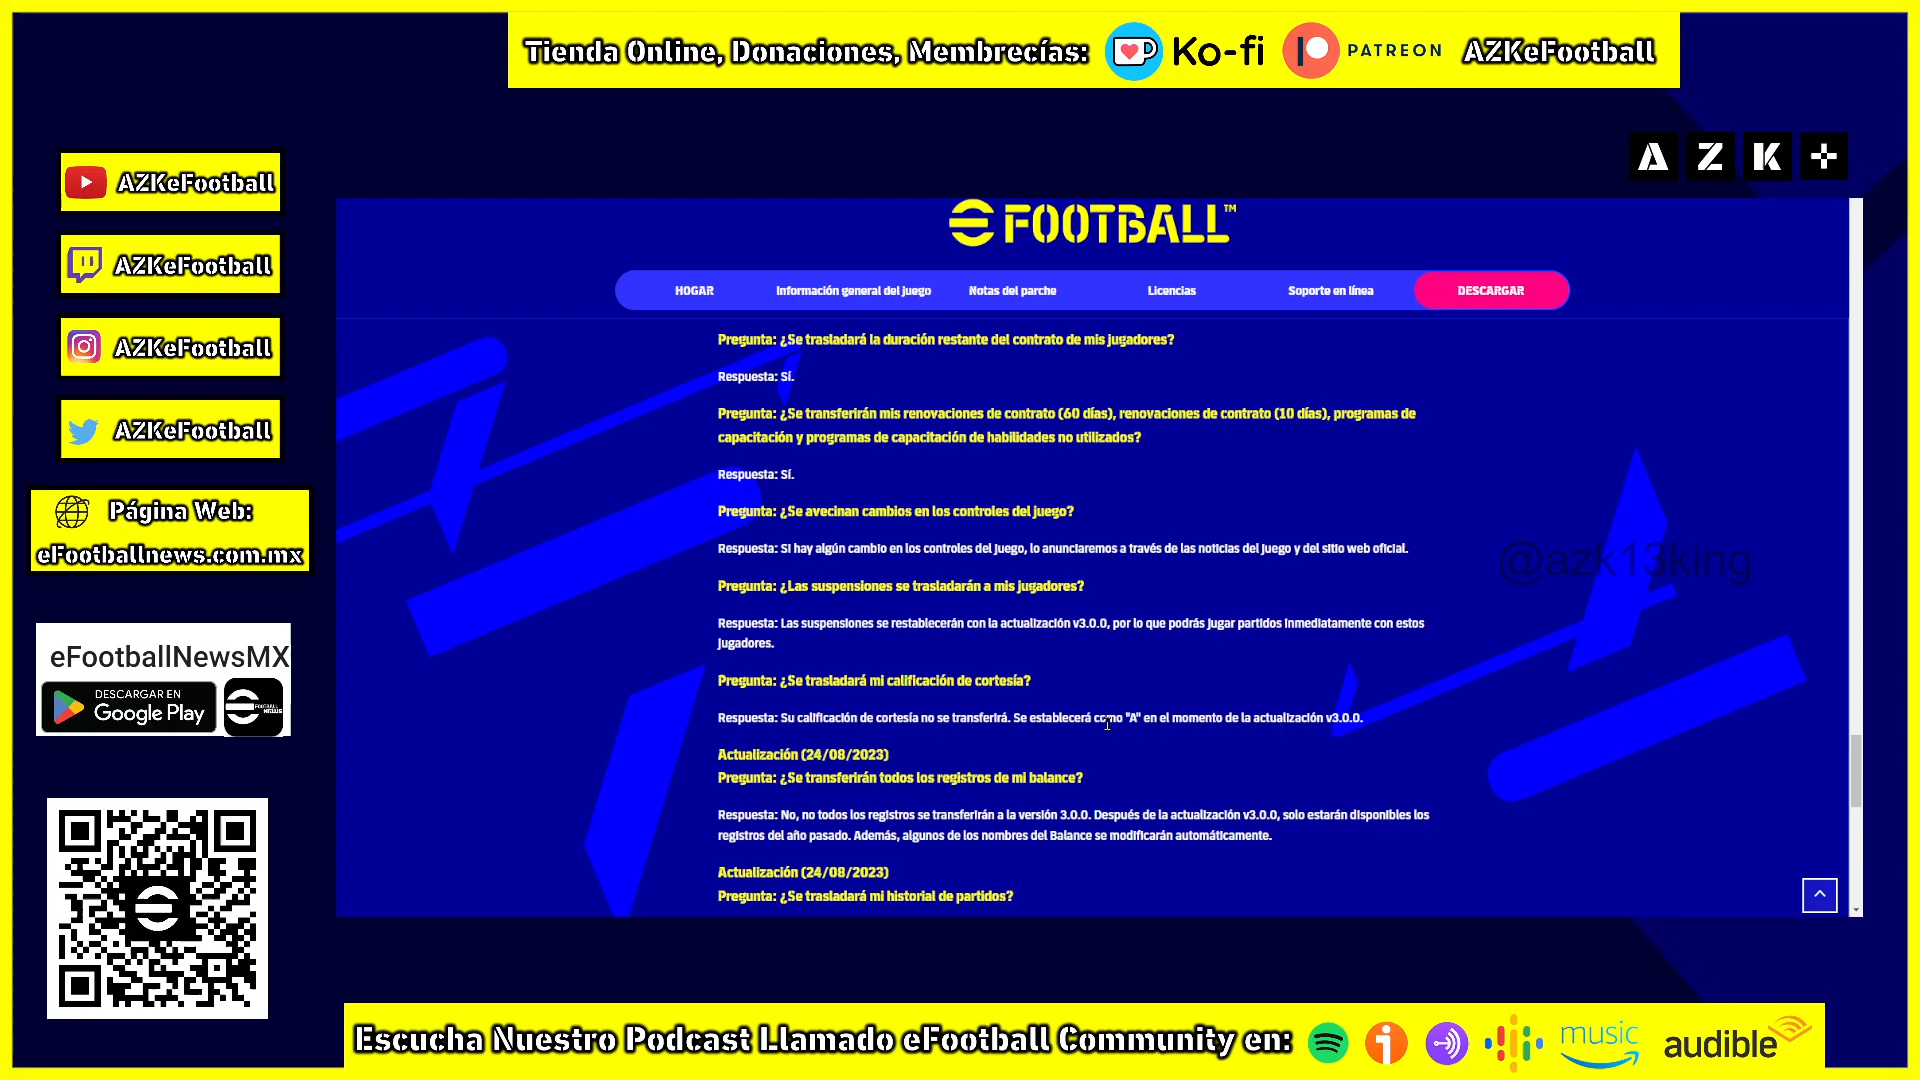 Tienda Online, Donaciones, Membrecías: Ko-fi PATREON AZKeFootball
A Z K +
AZKeFootball
AZKeFootball
AZKeFootball
AZKeFootball
Página Web:
eFootballnews.com.mx
eFootballNewsMX
DESCARGAR EN
Google Play
FOOTBALL
NEWS
FOOTBALL™
HOGAR Información general del juego Notas del parche Licencias Soporte en línea DESCARGAR
Pregunta: ¿Se trasladará la duración restante del contrato de mis jugadores?
Respuesta: Sí.
Pregunta: ¿Se transferirán mis renovaciones de contrato (60 días), renovaciones de contrato (10 días), programas de
capacitación y programas de capacitación de habilidades no utilizados?
Respuesta: Sí.
Pregunta: ¿Se avecinan cambios en los controles del juego?
Respuesta: Si hay algún cambio en los controles del juego, lo anunciaremos a través de las noticias del juego y del sitio web oficial.
@azk13king
Pregunta: ¿Las suspensiones se trasladarán a mis jugadores?
Respuesta: Las suspensiones se restablecerán con la actualización v3.0.0, por lo que podrás jugar partidos inmediatamente con estos
jugadores.
Pregunta: ¿Se trasladará mi calificación de cortesía?
Respuesta: Su calificación de cortesía no se transferirá. Se establecerá como "A" en el momento de la actualización v3.0.0.
Actualización (24/08/2023)
Pregunta: ¿Se transferirán todos los registros de mi balance?
Respuesta: No, no todos los registros se transferirán a la versión 3.0.0. Después de la actualización v3.0.0, solo estarán disponibles los
registros del año pasado. Además, algunos de los nombres del Balance se modificarán automáticamente.
Actualización (24/08/2023)
Pregunta: ¿Se trasladará mi historial de partidos?
Escucha Nuestro Podcast Llamado eFootball Community en: music audible